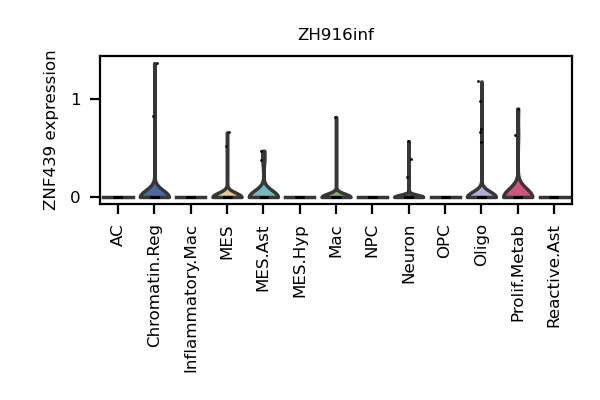 ZH916inf
ZNF439 expression
1
0
AC
Chromatin.Reg
Inflammatory.Mac
MES
MES.Ast
MES.Hyp
Mac
NPC
Neuron
OPC
Oligo
Prolif.Metab
Reactive.Ast